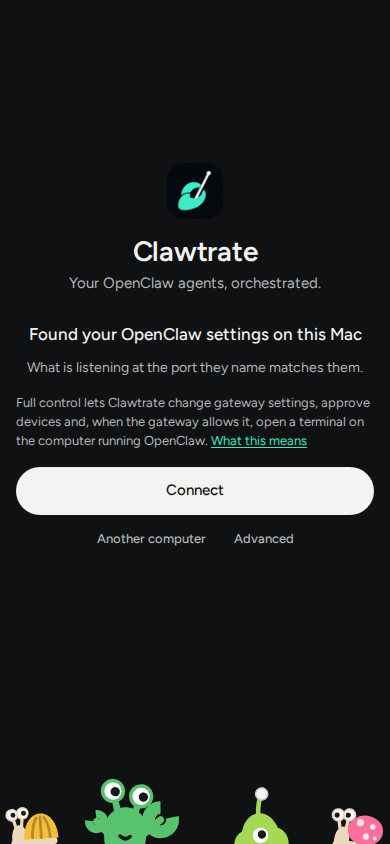 Clawtrate
Your OpenClaw agents, orchestrated.
Found your OpenClaw settings on this Mac
What is listening at the port they name matches them.
Full control lets Clawtrate change gateway settings, approve
devices and, when the gateway allows it, open a terminal on
the computer running OpenClaw. What this means
Connect
Another computer Advanced